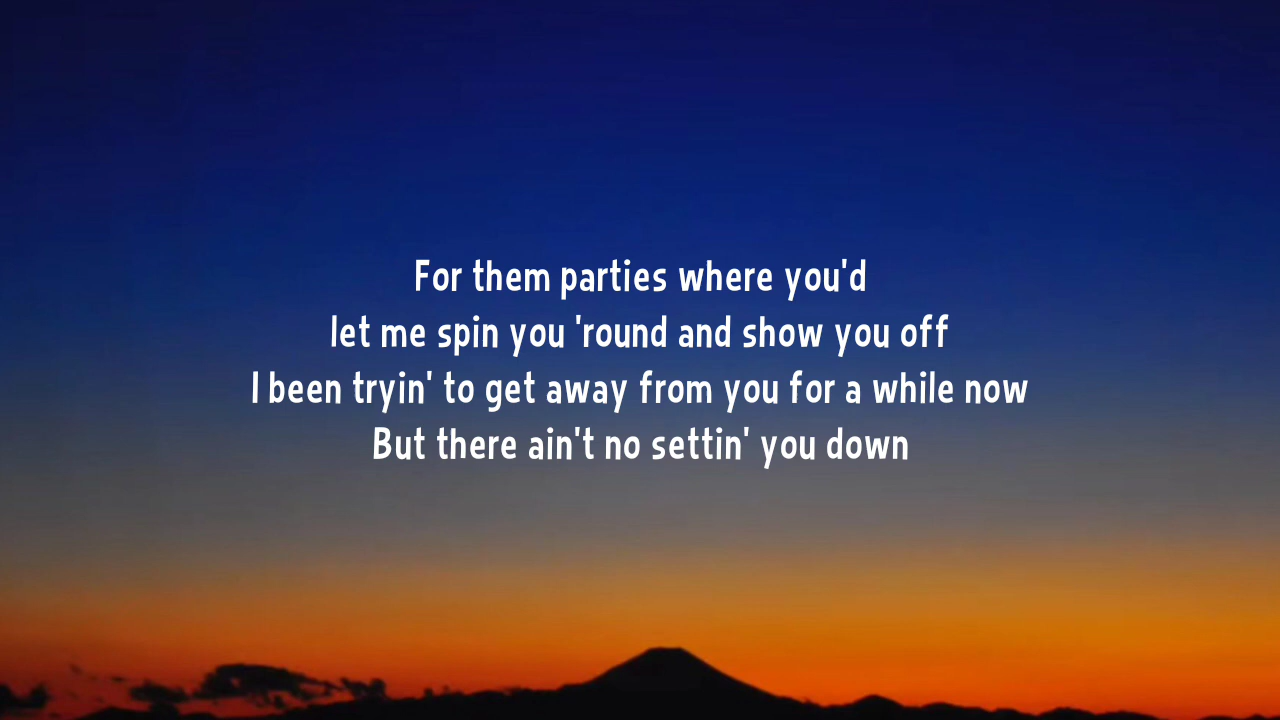 For them parties where you'd
let me spin you 'round and show you off
I been tryin' to get away from you for a while now
But there ain't no settin' you down